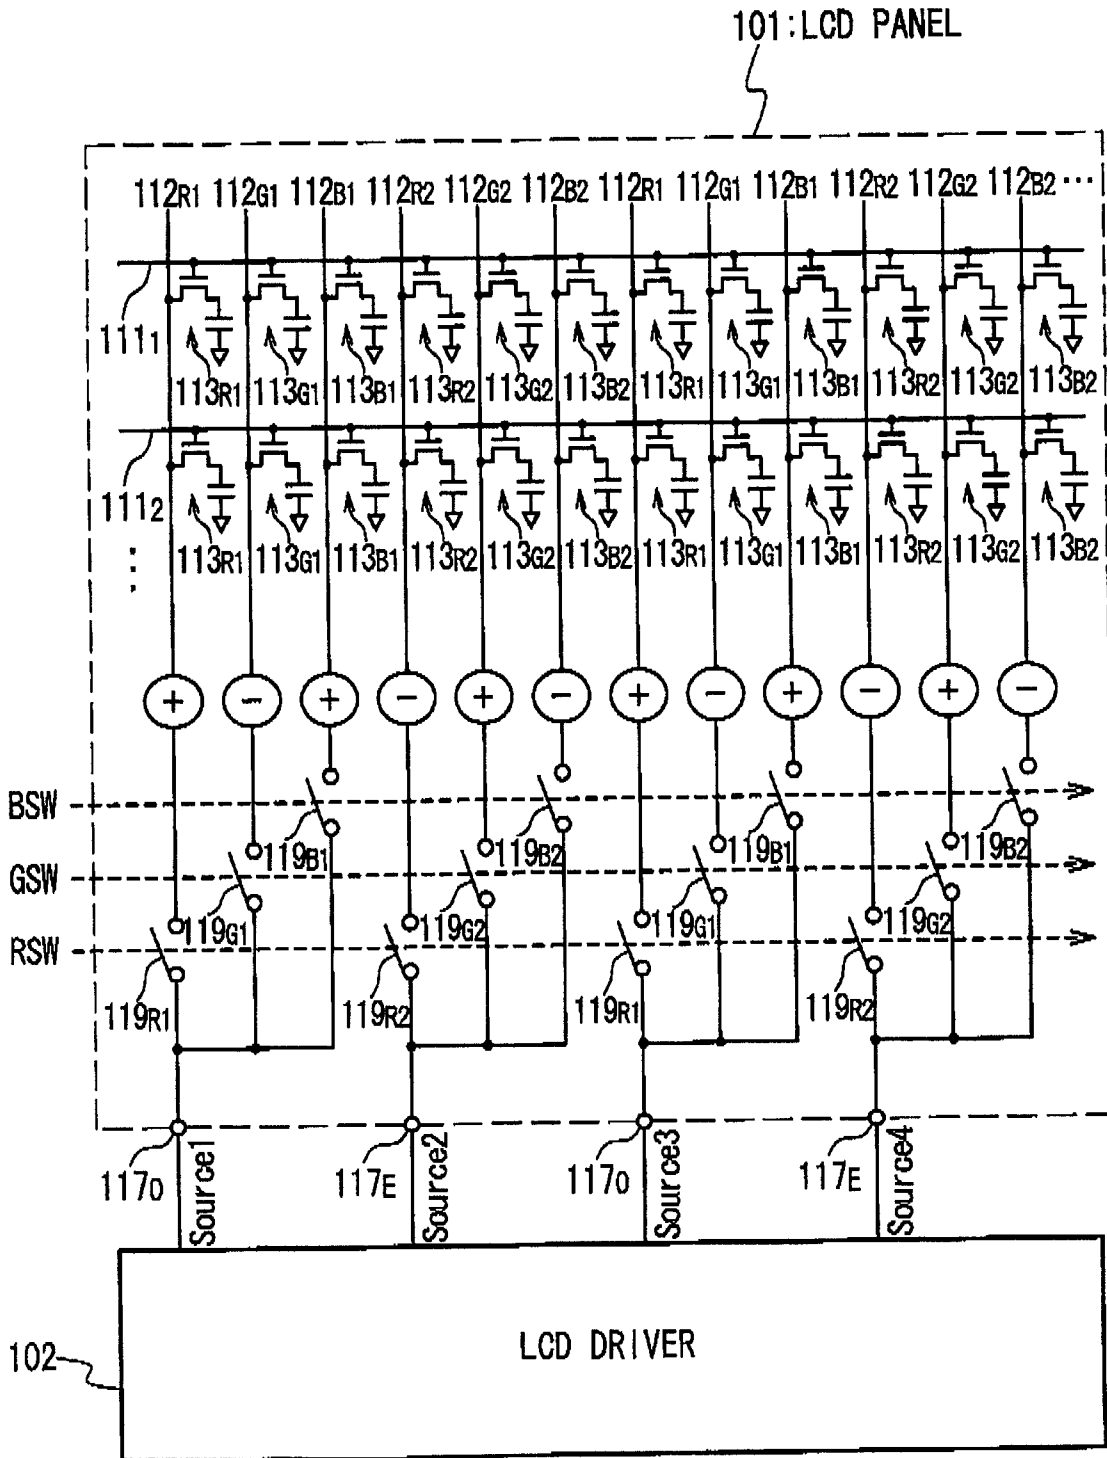 101:LCD PANEL
112R1 112G1 112B1 112R2 112G2 112B2 112R1 112G1 112B1 112R2 112G2 112B2 ···
1111
113R1 113G1 113B1 113R2 113G2 113B2 113R1 113G1 113B1 113R2 113G2 113B2
1112
113R1 113G1 113B1 113R2 113G2 113B2 113R1 113G1 113B1 113R2 113G2 113B2
+ − + − + − + − + − + −
BSW
119B1 119B2 119B1 119B2
GSW
119G1 119G2 119G1 119G2
RSW
119R1 119R2 119R1 119R2
117O Source1 117E Source2 117O Source3 117E Source4
LCD DRIVER
102